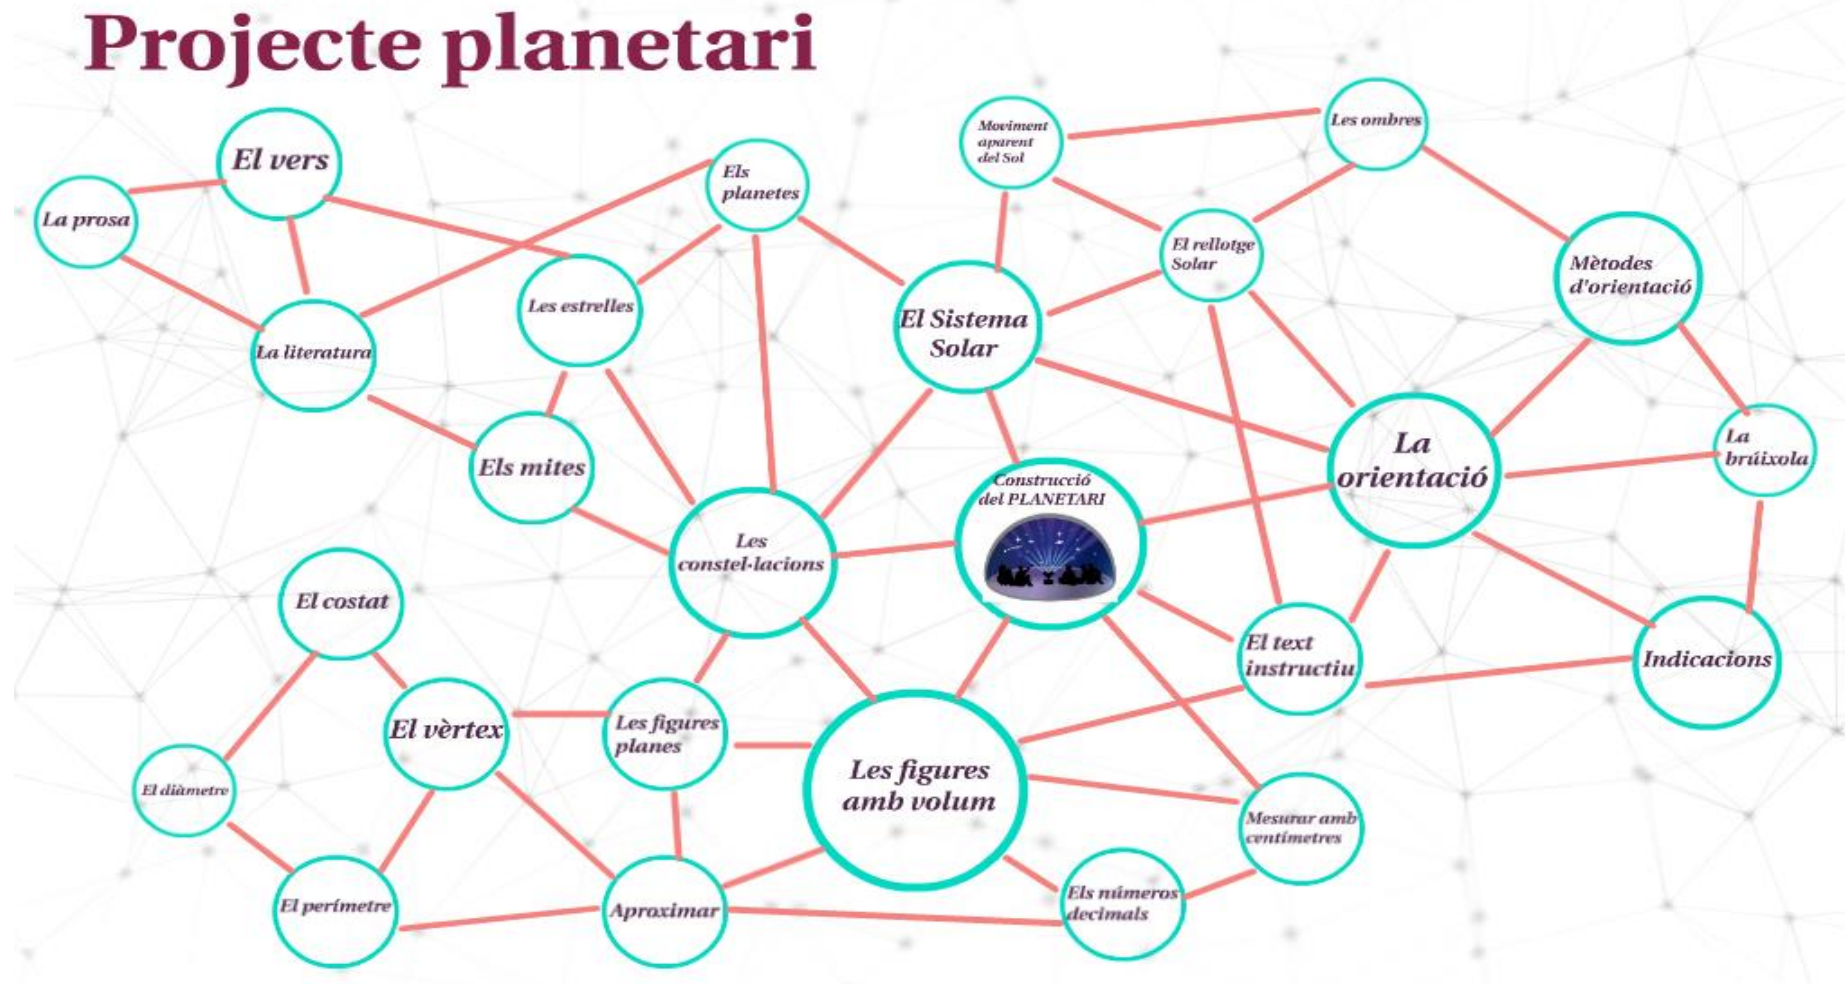 Projecte planetari
El vers
La prosa
Els
planetes
Moviment
aparent
del Sol
Les ombres
El rellotge
Solar
Mètodes
d'orientació
La literatura
Les estrelles
El Sistema
Solar
Els mites
La
orientació
La
brúixola
Construcció
del PLANETARI
Les
constel·lacions
El costat
El text
instructiu
Indicacions
El vèrtex
Les figures
planes
Les figures
amb volum
El diàmetre
Mesurar amb
centímetres
El perímetre
Aproximar
Els números
decimals